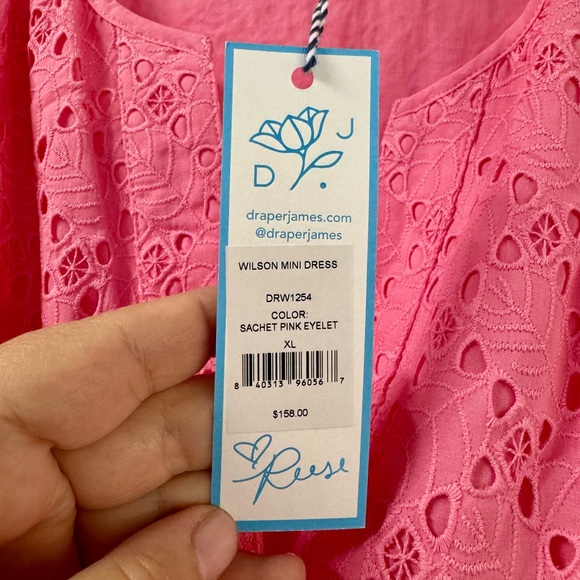 D J
draperjames.com
@draperjames
WILSON MINI DRESS
DRW1254
COLOR:
SACHET PINK EYELET
XL
8 40313 96056 7
$158.00
Reese